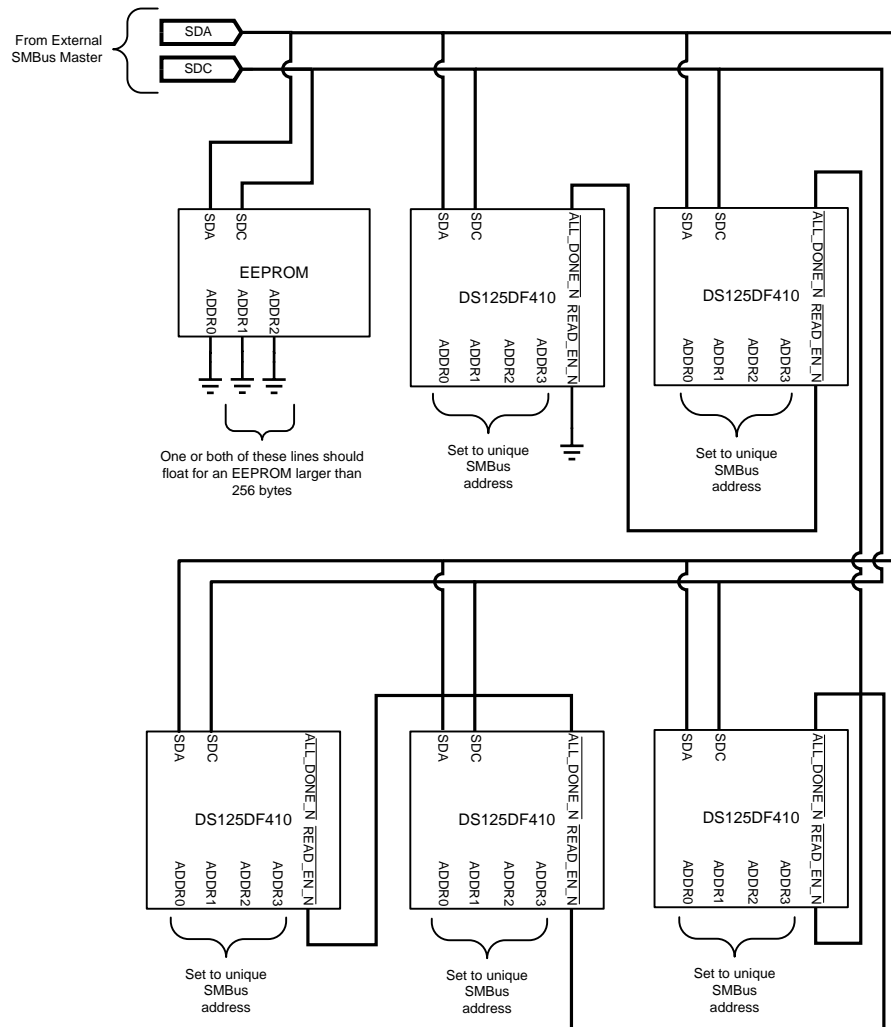 From External
SMBus Master
SDA
SDC
SDA
SDC
EEPROM
ADDR0
ADDR1
ADDR2
One or both of these lines should
float for an EEPROM larger than
256 bytes
SDA
SDC
ALL_DONE_N
DS125DF410
READ_EN_N
ADDR0
ADDR1
ADDR2
ADDR3
Set to unique
SMBus
address
SDA
SDC
ALL_DONE_N
DS125DF410
READ_EN_N
ADDR0
ADDR1
ADDR2
ADDR3
Set to unique
SMBus
address
SDA
SDC
ALL_DONE_N
DS125DF410
READ_EN_N
ADDR0
ADDR1
ADDR2
ADDR3
Set to unique
SMBus
address
SDA
SDC
ALL_DONE_N
DS125DF410
READ_EN_N
ADDR0
ADDR1
ADDR2
ADDR3
Set to unique
SMBus
address
SDA
SDC
ALL_DONE_N
DS125DF410
READ_EN_N
ADDR0
ADDR1
ADDR2
ADDR3
Set to unique
SMBus
address